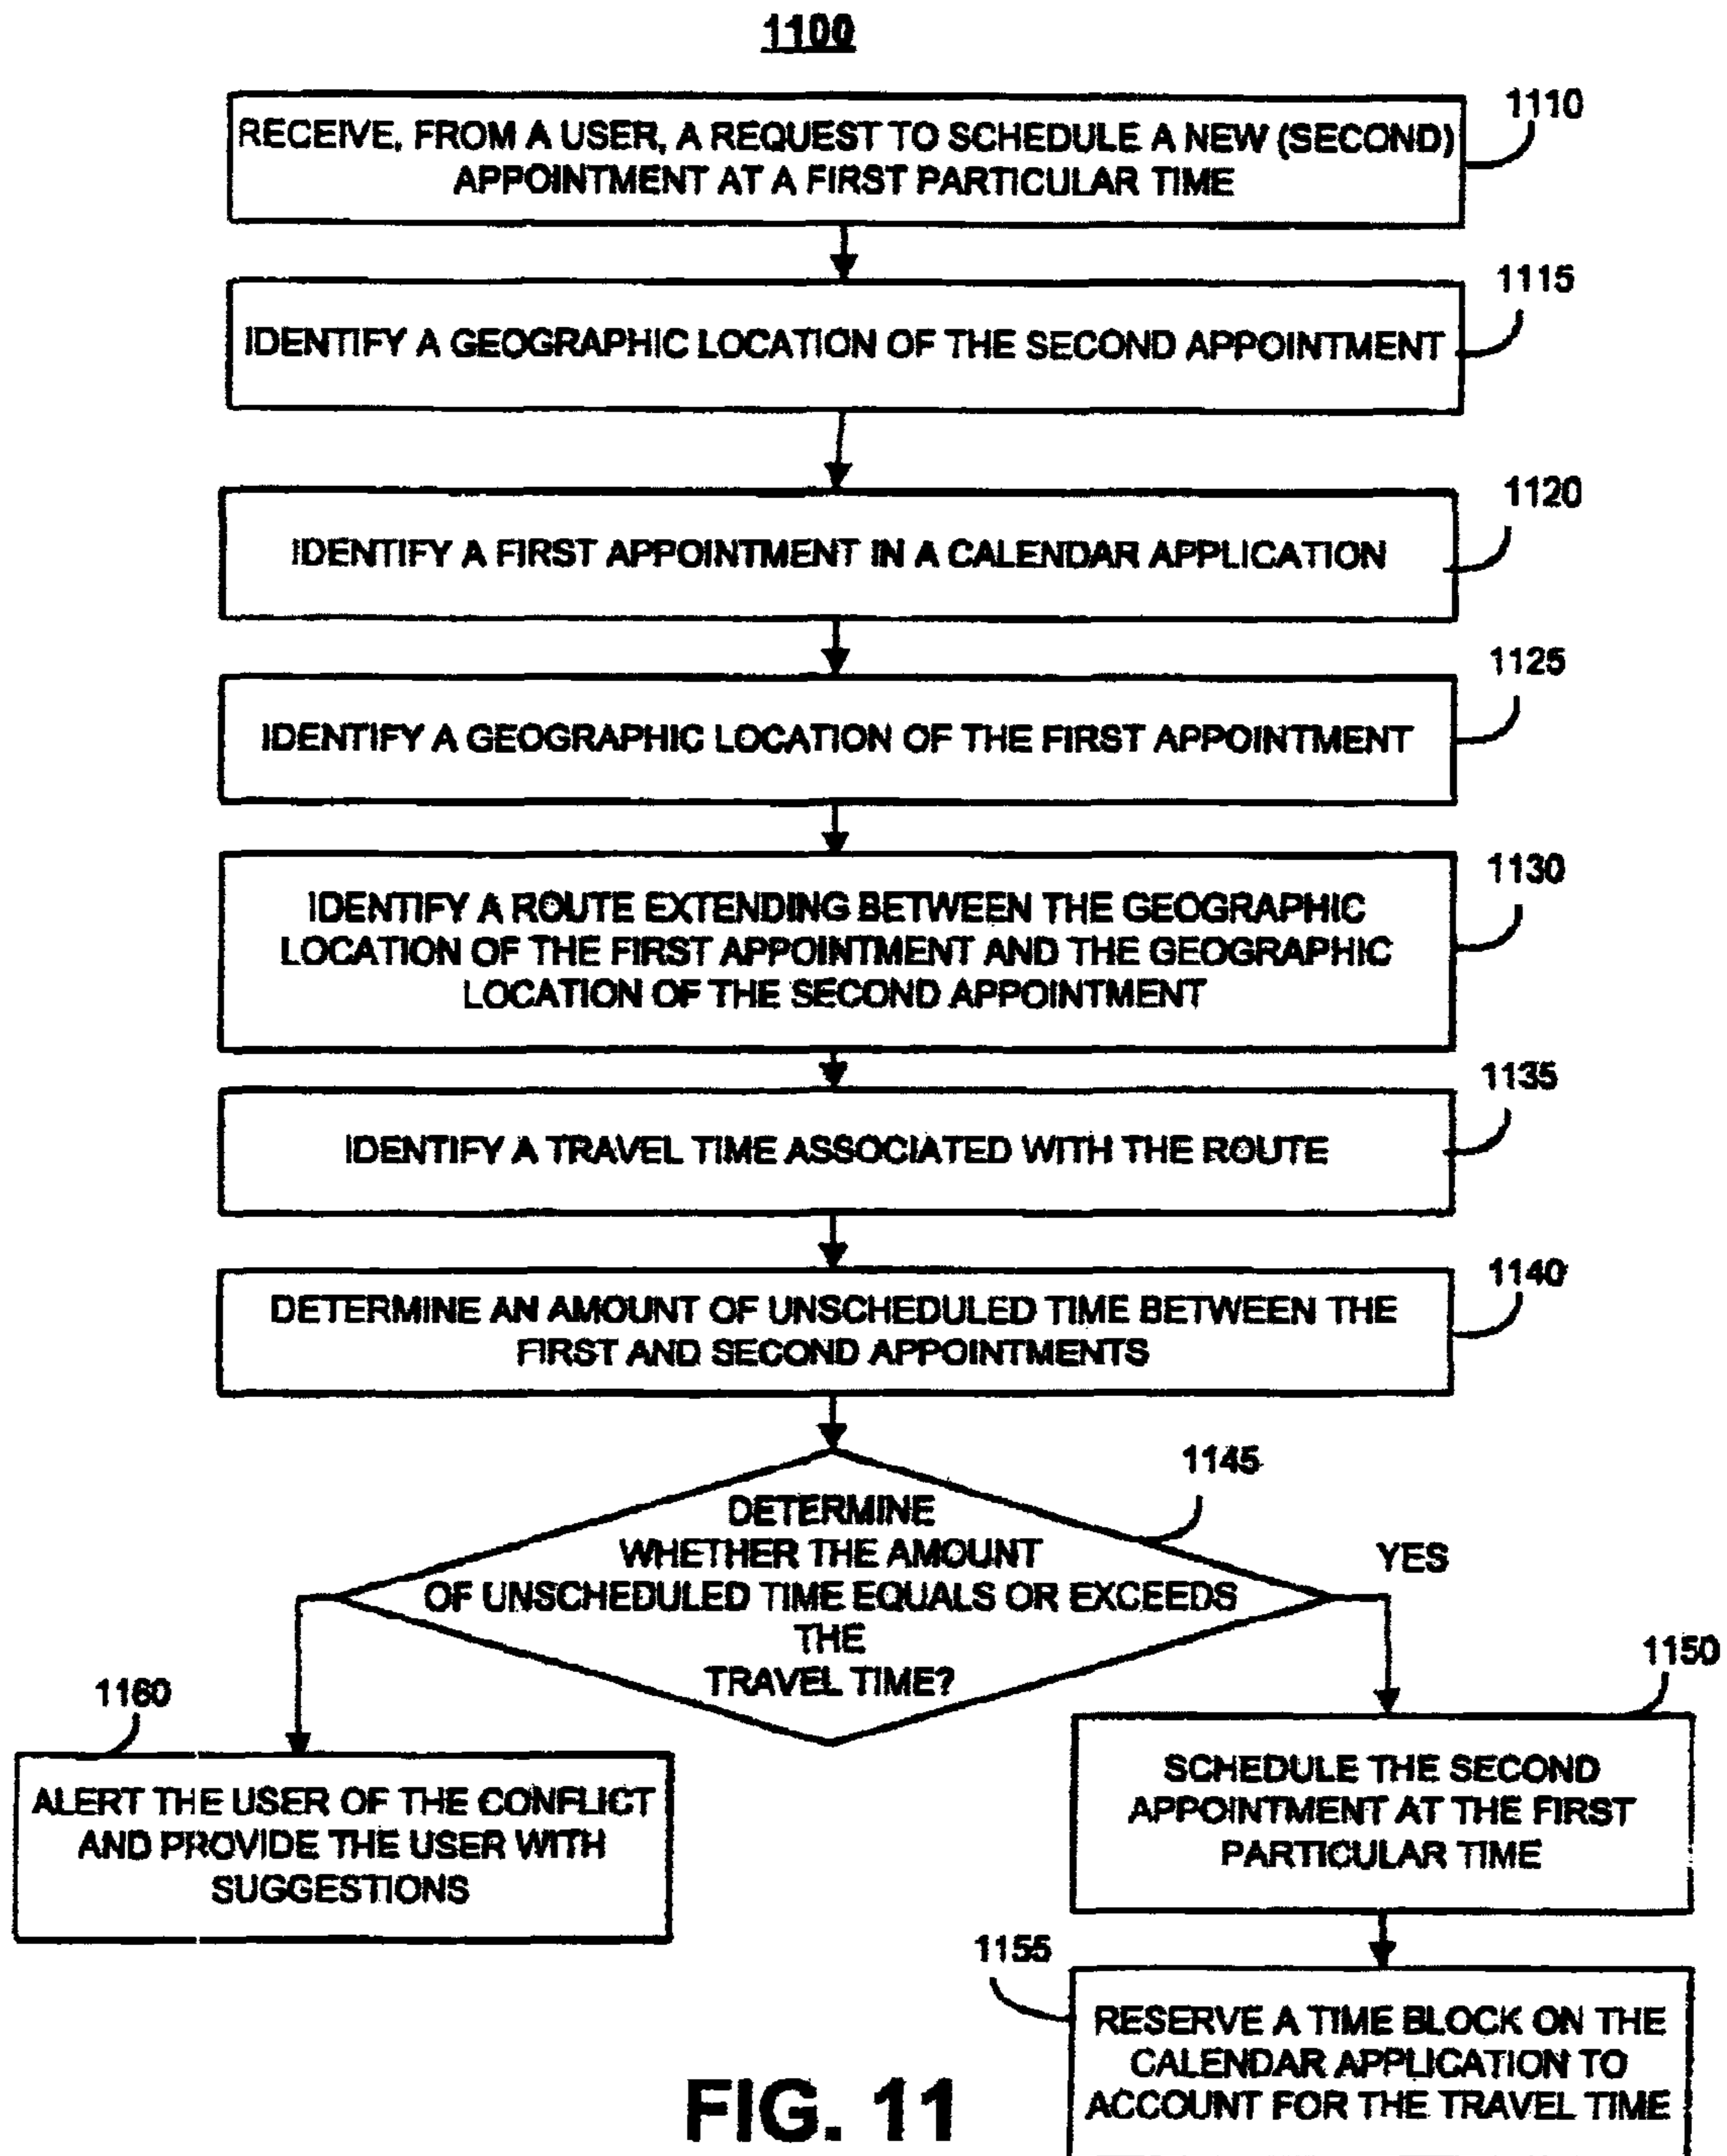 1100
RECEIVE, FROM A USER, A REQUEST TO SCHEDULE A NEW (SECOND)
APPOINTMENT AT A FIRST PARTICULAR TIME
1110
IDENTIFY A GEOGRAPHIC LOCATION OF THE SECOND APPOINTMENT
1115
IDENTIFY A FIRST APPOINTMENT IN A CALENDAR APPLICATION
1120
IDENTIFY A GEOGRAPHIC LOCATION OF THE FIRST APPOINTMENT
1125
IDENTIFY A ROUTE EXTENDING BETWEEN THE GEOGRAPHIC
LOCATION OF THE FIRST APPOINTMENT AND THE GEOGRAPHIC
LOCATION OF THE SECOND APPOINTMENT
1130
IDENTIFY A TRAVEL TIME ASSOCIATED WITH THE ROUTE
1135
DETERMINE AN AMOUNT OF UNSCHEDULED TIME BETWEEN THE
FIRST AND SECOND APPOINTMENTS
1140
DETERMINE
WHETHER THE AMOUNT
OF UNSCHEDULED TIME EQUALS OR EXCEEDS
THE
TRAVEL TIME?
1145
YES
1160
ALERT THE USER OF THE CONFLICT
AND PROVIDE THE USER WITH
SUGGESTIONS
1150
SCHEDULE THE SECOND
APPOINTMENT AT THE FIRST
PARTICULAR TIME
1155
RESERVE A TIME BLOCK ON THE
CALENDAR APPLICATION TO
ACCOUNT FOR THE TRAVEL TIME
FIG. 11